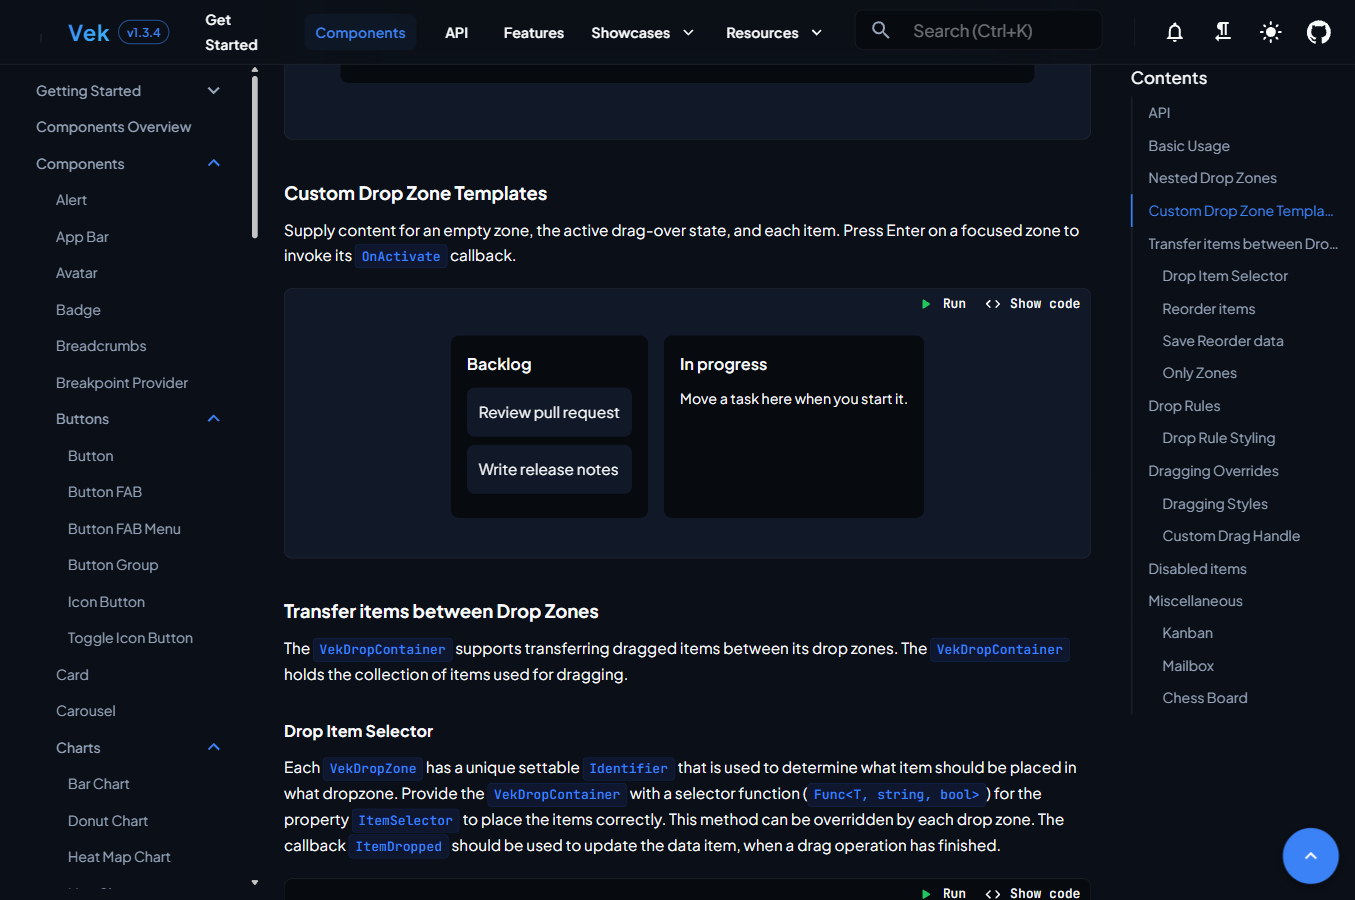 Vek v1.3.4
Get Started
Components
API
Features
Showcases
Resources
Search (Ctrl+K)
Getting Started
Components Overview
Components
Alert
App Bar
Avatar
Badge
Breadcrumbs
Breakpoint Provider
Buttons
Button
Button FAB
Button FAB Menu
Button Group
Icon Button
Toggle Icon Button
Card
Carousel
Charts
Bar Chart
Donut Chart
Heat Map Chart
Custom Drop Zone Templates
Supply content for an empty zone, the active drag-over state, and each item. Press Enter on a focused zone to
invoke its OnActivate callback.
Run
Show code
Backlog
Review pull request
Write release notes
In progress
Move a task here when you start it.
Transfer items between Drop Zones
The VekDropContainer supports transferring dragged items between its drop zones. The VekDropContainer
holds the collection of items used for dragging.
Drop Item Selector
Each VekDropZone has a unique settable Identifier that is used to determine what item should be placed in
what dropzone. Provide the VekDropContainer with a selector function ( Func<T, string, bool> ) for the
property ItemSelector to place the items correctly. This method can be overridden by each drop zone. The
callback ItemDropped should be used to update the data item, when a drag operation has finished.
Run
Show code
Contents
API
Basic Usage
Nested Drop Zones
Custom Drop Zone Templa...
Transfer items between Dro...
Drop Item Selector
Reorder items
Save Reorder data
Only Zones
Drop Rules
Drop Rule Styling
Dragging Overrides
Dragging Styles
Custom Drag Handle
Disabled items
Miscellaneous
Kanban
Mailbox
Chess Board